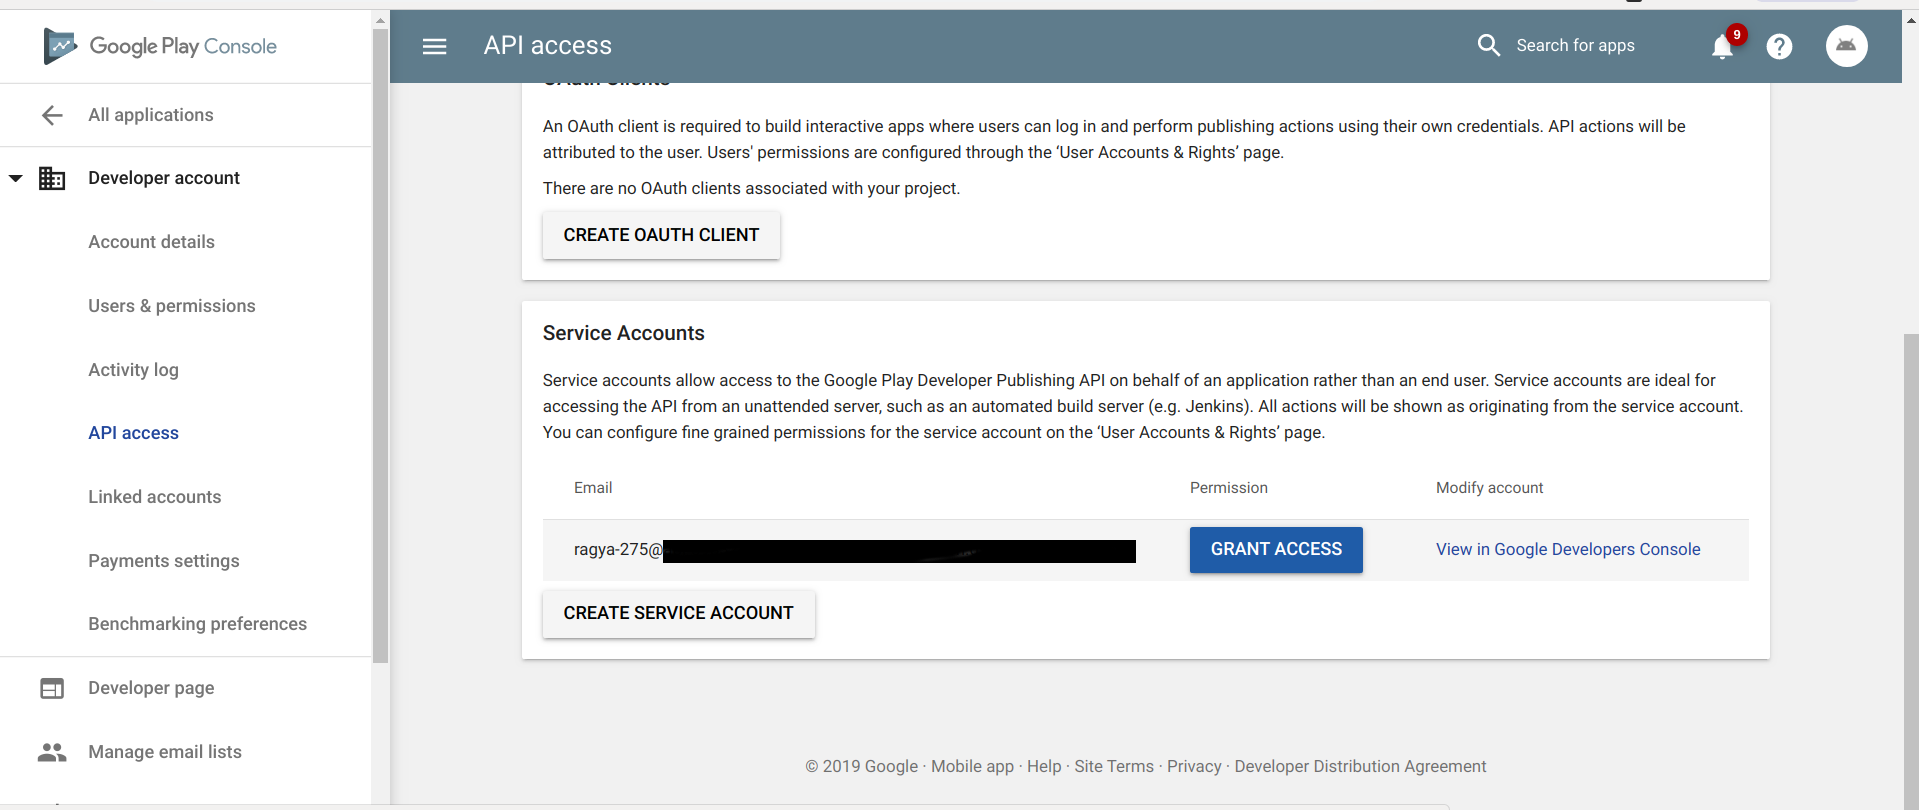 Google Play Console
All applications
Developer account
Account details
Users & permissions
Activity log
API access
Linked accounts
Payments settings
Benchmarking preferences
Developer page
Manage email lists
API access
Search for apps
9
OAuth Clients
An OAuth client is required to build interactive apps where users can log in and perform publishing actions using their own credentials. API actions will be
attributed to the user. Users' permissions are configured through the ‘User Accounts & Rights’ page.
There are no OAuth clients associated with your project.
CREATE OAUTH CLIENT
Service Accounts
Service accounts allow access to the Google Play Developer Publishing API on behalf of an application rather than an end user. Service accounts are ideal for
accessing the API from an unattended server, such as an automated build server (e.g. Jenkins). All actions will be shown as originating from the service account.
You can configure fine grained permissions for the service account on the ‘User Accounts & Rights’ page.
Email Permission Modify account
ragya-275@ GRANT ACCESS View in Google Developers Console
CREATE SERVICE ACCOUNT
© 2019 Google · Mobile app · Help · Site Terms · Privacy · Developer Distribution Agreement